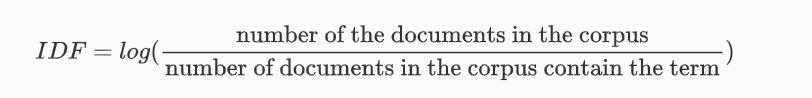 IDF = log(number of the documents in the corpus / number of documents in the corpus contain the term)